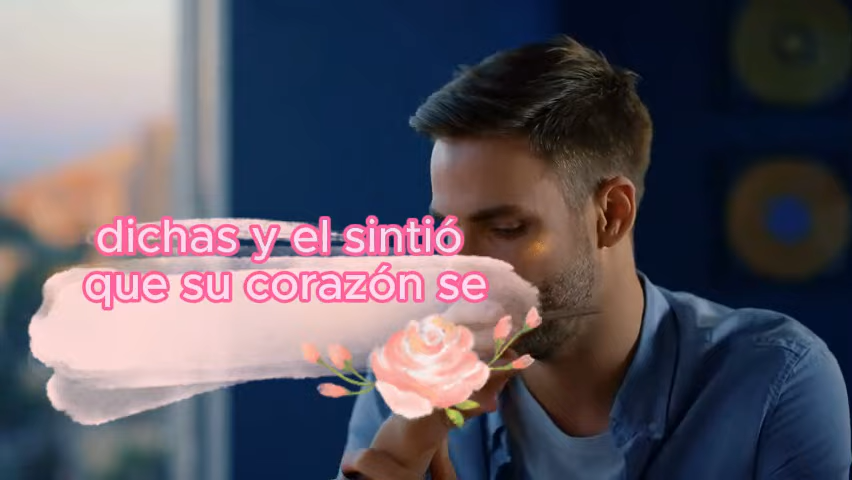 dichas y el sintió
que su corazón se